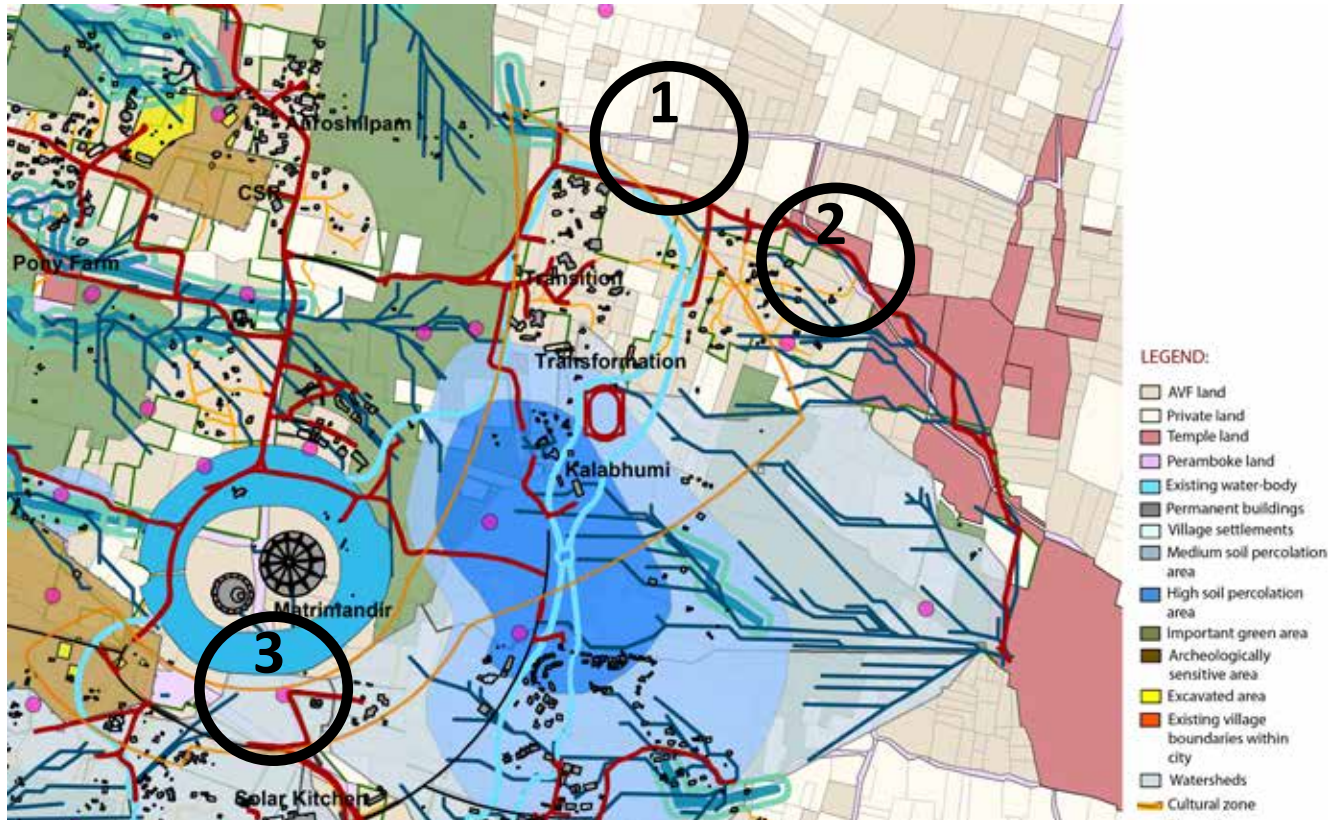 1
Auroshilpam
2
CSR
Pony Farm
Transition
Transformation
Kalabhumi
Matrimandir
3
Solar Kitchen
LEGEND:
AVF land
Private land
Temple land
Peramboke land
Existing water-body
Permanent buildings
Village settlements
Medium soil percolation
area
High soil percolation
area
Important green area
Archeologically
sensitive area
Excavated area
Existing village
boundaries within
city
Watersheds
Cultural zone